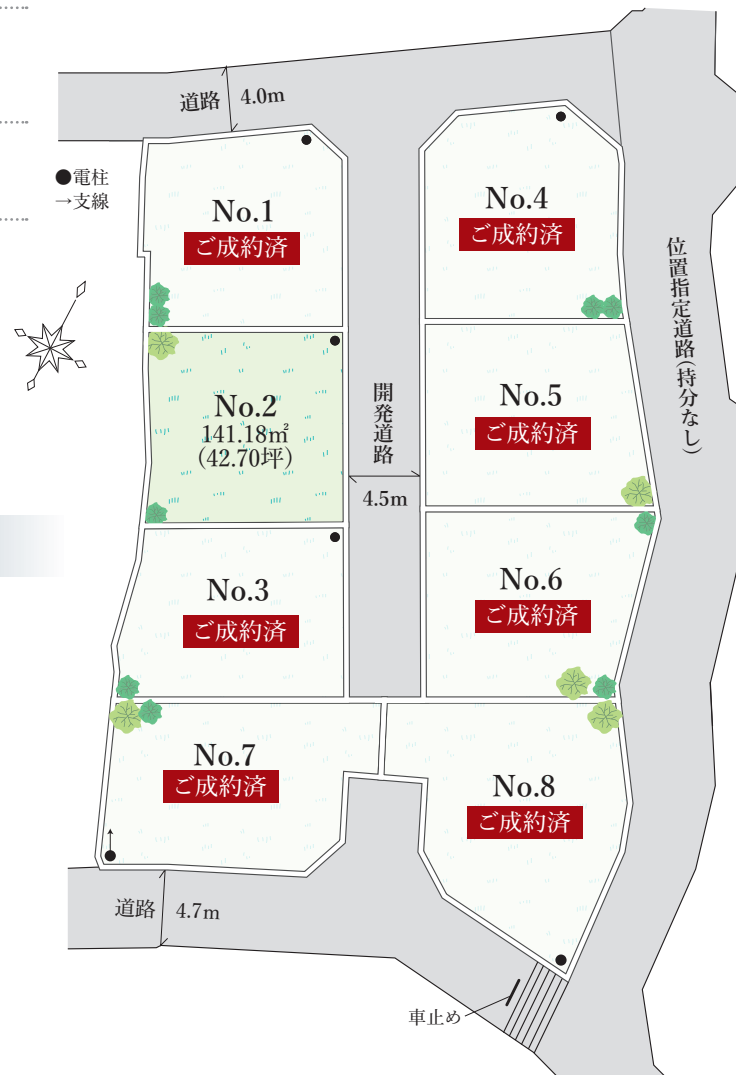 道路 4.0m
●電柱
→支線
No.1
ご成約済
No.4
ご成約済
位置指定道路(持分なし)
No.2
141.18㎡
(42.70坪)
開発道路
4.5m
No.5
ご成約済
No.3
ご成約済
No.6
ご成約済
No.7
ご成約済
No.8
ご成約済
道路 4.7m
車止め